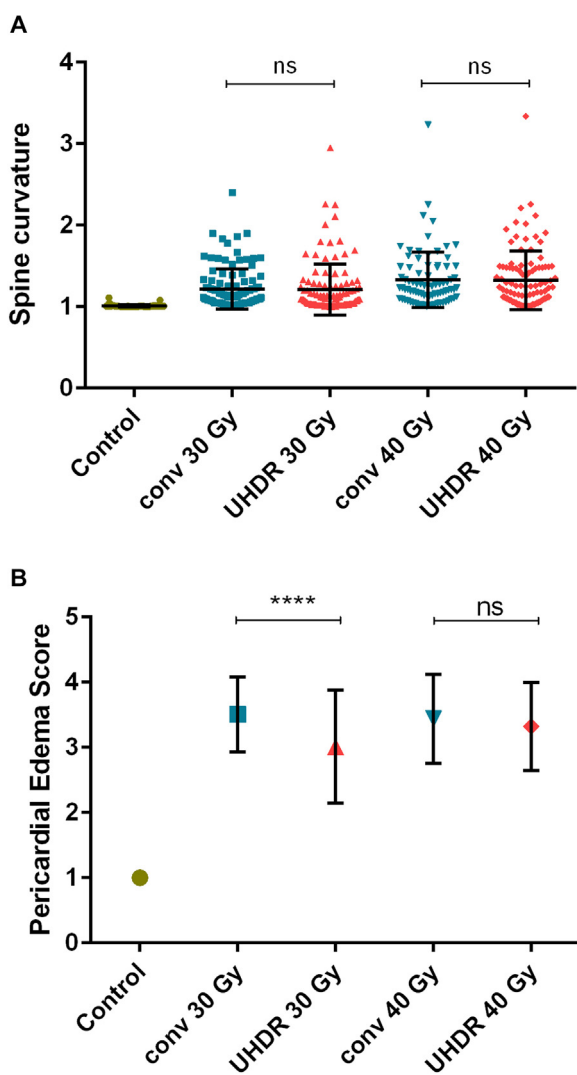 A
ns
ns
4
3
2
1
0
Spine curvature
Control
conv 30 Gy
UHDR 30 Gy
conv 40 Gy
UHDR 40 Gy
B
****
ns
5
4
3
2
1
0
Pericardial Edema Score
Control
conv 30 Gy
UHDR 30 Gy
conv 40 Gy
UHDR 40 Gy